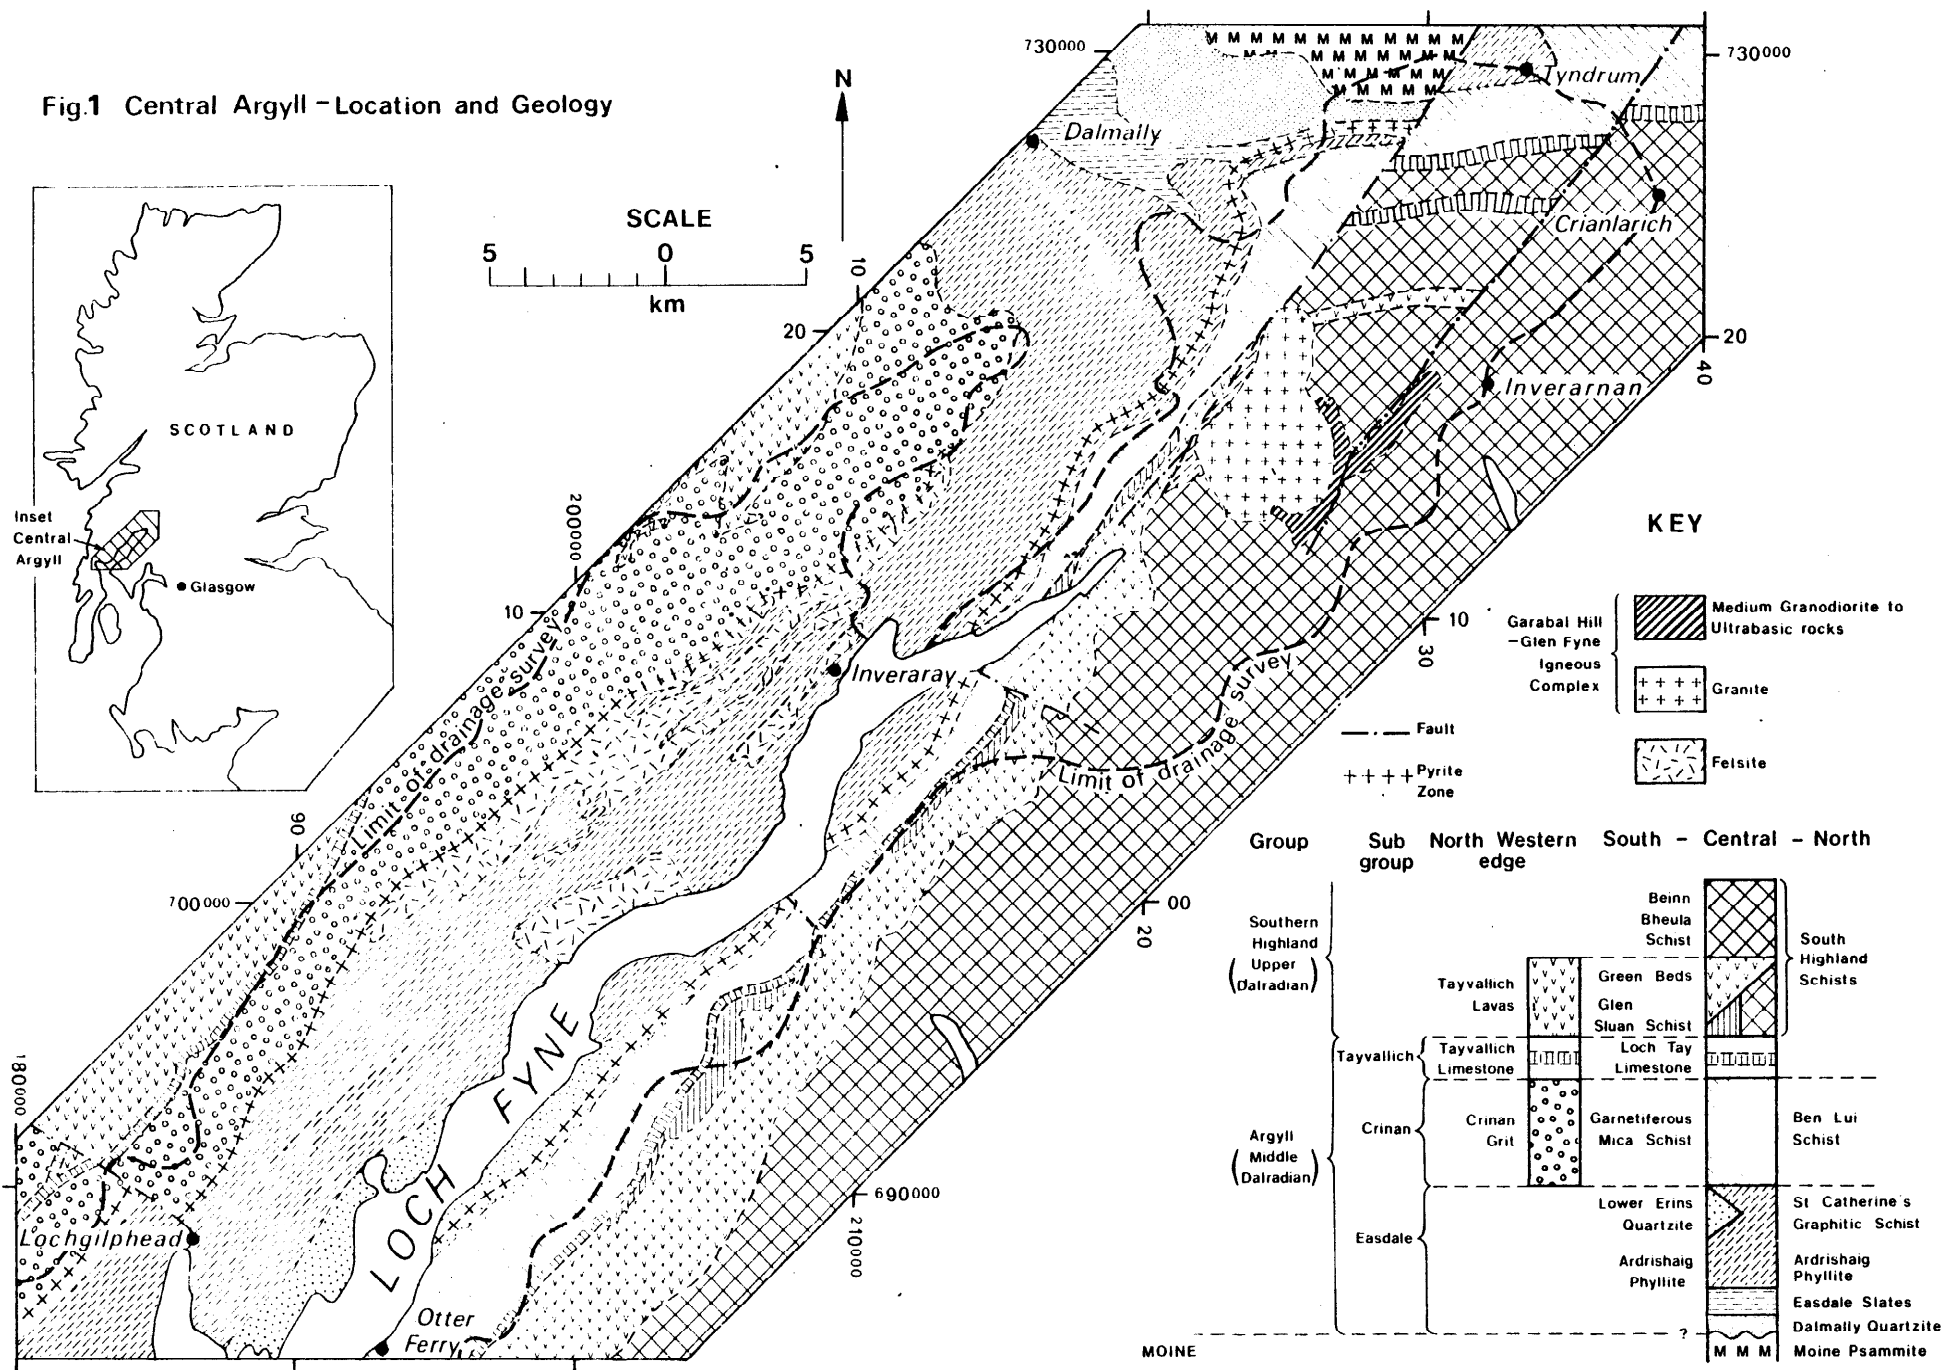 Fig.1 Central Argyll - Location and Geology
N
SCALE
5 0 5
km
SCOTLAND
Inset
Central
Argyll
Glasgow
730000
730000
Tyndrum
Dalmally
Crianlarich
10
20
20
40
Inverarnan
200000
10
10
30
Inveraray
Limit of drainage survey
Limit of drainage survey
90
700000
00
20
LOCH FYNE
180000
690000
210000
Lochgilphead
Otter
Ferry
KEY
Garabal Hill
-Glen Fyne
Igneous
Complex
Medium Granodiorite to
Ultrabasic rocks
Granite
Fault
Pyrite
Zone
Felsite
Group
Sub
group
North Western
edge
South - Central - North
Southern
Highland
(Upper
Dalradian)
Beinn
Bheula
Schist
South
Highland
Schists
Tayvallich
Lavas
Green Beds
Glen
Sluan Schist
Tayvallich
Tayvallich
Limestone
Loch Tay
Limestone
Argyll
(Middle
Dalradian)
Crinan
Crinan
Grit
Garnetiferous
Mica Schist
Ben Lui
Schist
Easdale
Lower Erins
Quartzite
St Catherine's
Graphitic Schist
Ardrishaig
Phyllite
Ardrishaig
Phyllite
Easdale Slates
?
Dalmally Quartzite
MOINE
M M M
Moine Psammite